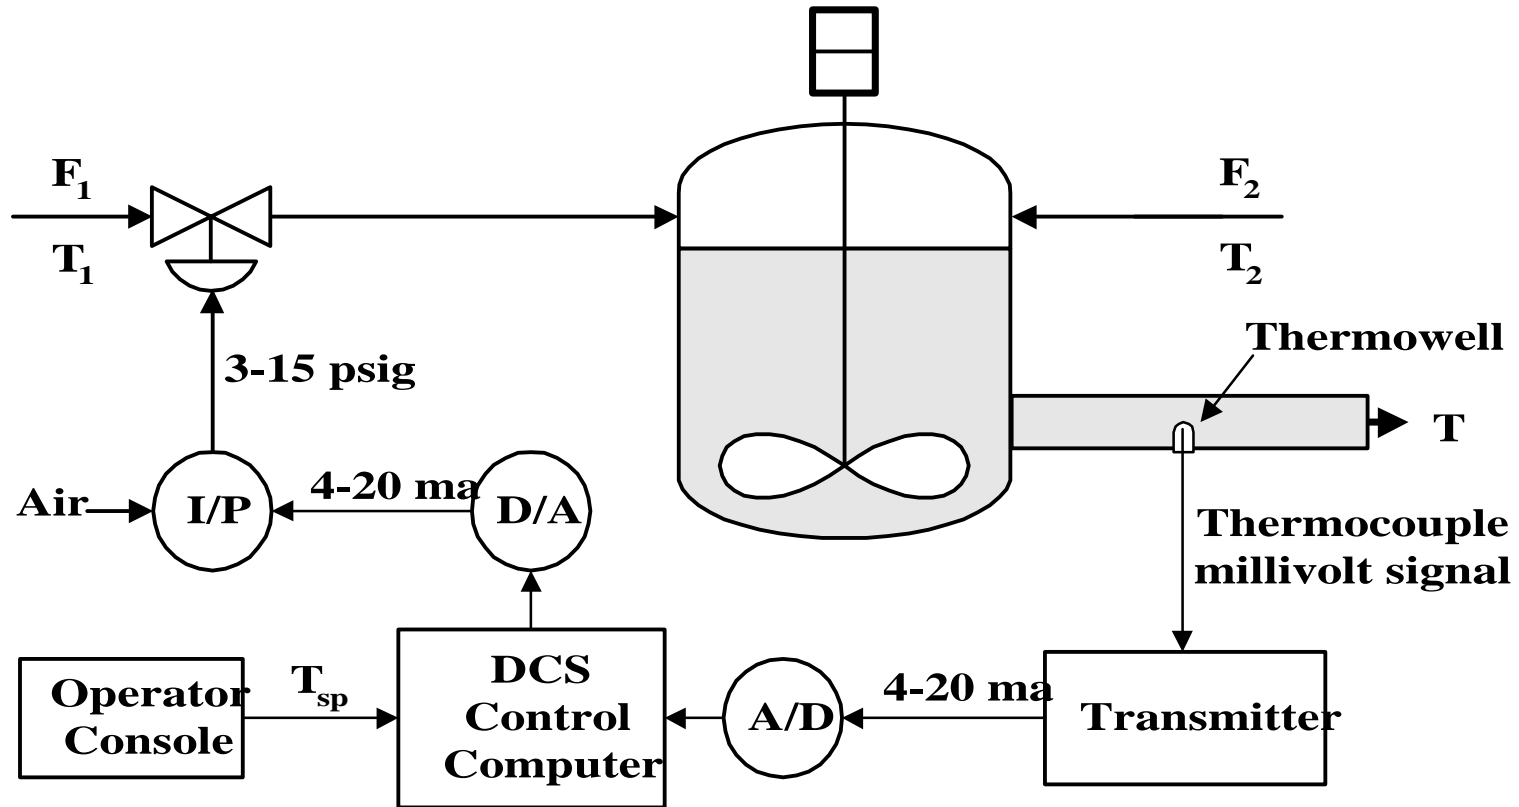 F1
T1
F2
T2
Thermowell
3-15 psig
T
Air
I/P
4-20 ma
D/A
Thermocouple
millivolt signal
Operator
Console
Tsp
DCS
Control
Computer
A/D
4-20 ma
Transmitter